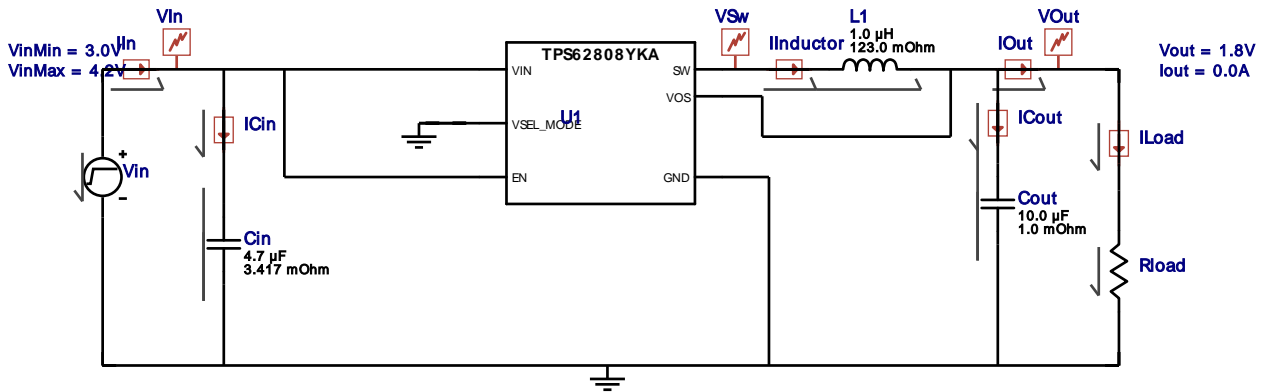 VIn
VSw
L1
VOut
VinMin = 3.0V
IIn
VinMax = 4.2V
1.0 µH
123.0 mOhm
IInductor
IOut
Vout = 1.8V
Iout = 0.0A
TPS62808YKA
VIN
SW
VOS
U1
VSEL_MODE
EN
GND
ICin
ICout
ILoad
+
Vin
-
Cin
4.7 µF
3.417 mOhm
Cout
10.0 µF
1.0 mOhm
Rload